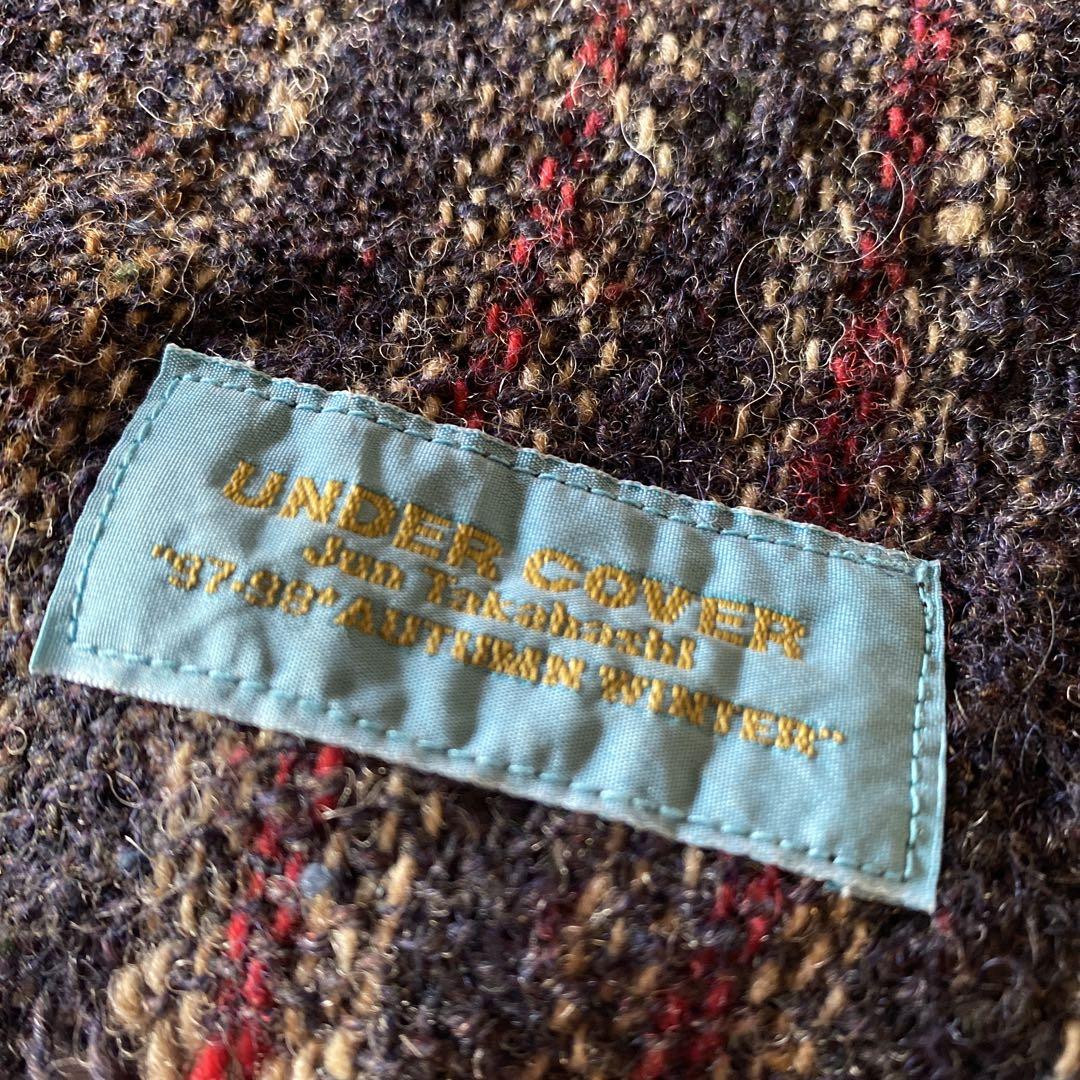 UNDER COVER
Jun Takahashi
"97-98" AUTUMN WINTER"